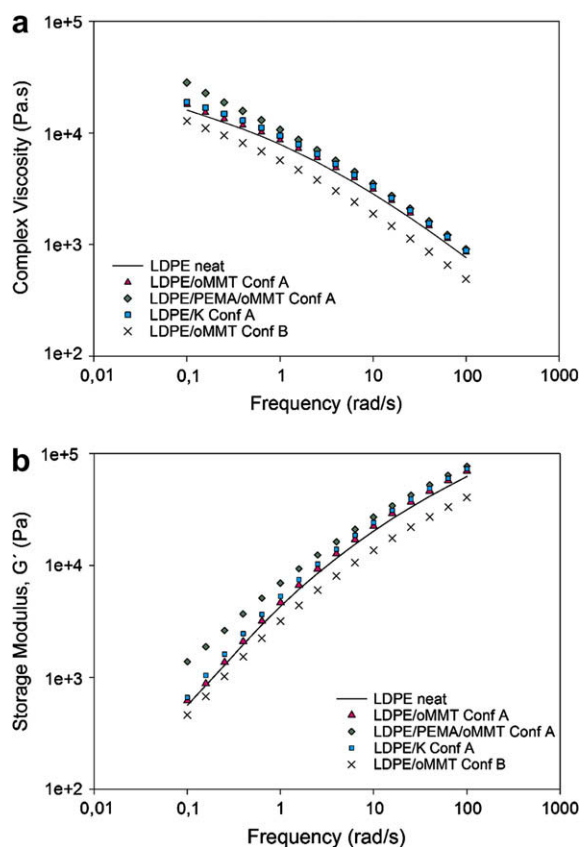 a
1e+5
1e+4
1e+3
1e+2
Complex Viscosity (Pa.s)
LDPE neat
LDPE/oMMT Conf A
LDPE/PEMA/oMMT Conf A
LDPE/K Conf A
LDPE/oMMT Conf B
0,01 0,1 1 10 100 1000
Frequency (rad/s)
b
1e+5
1e+4
1e+3
1e+2
Storage Modulus, G´ (Pa)
LDPE neat
LDPE/oMMT Conf A
LDPE/PEMA/oMMT Conf A
LDPE/K Conf A
LDPE/oMMT Conf B
0,01 0,1 1 10 100 1000
Frequency (rad/s)